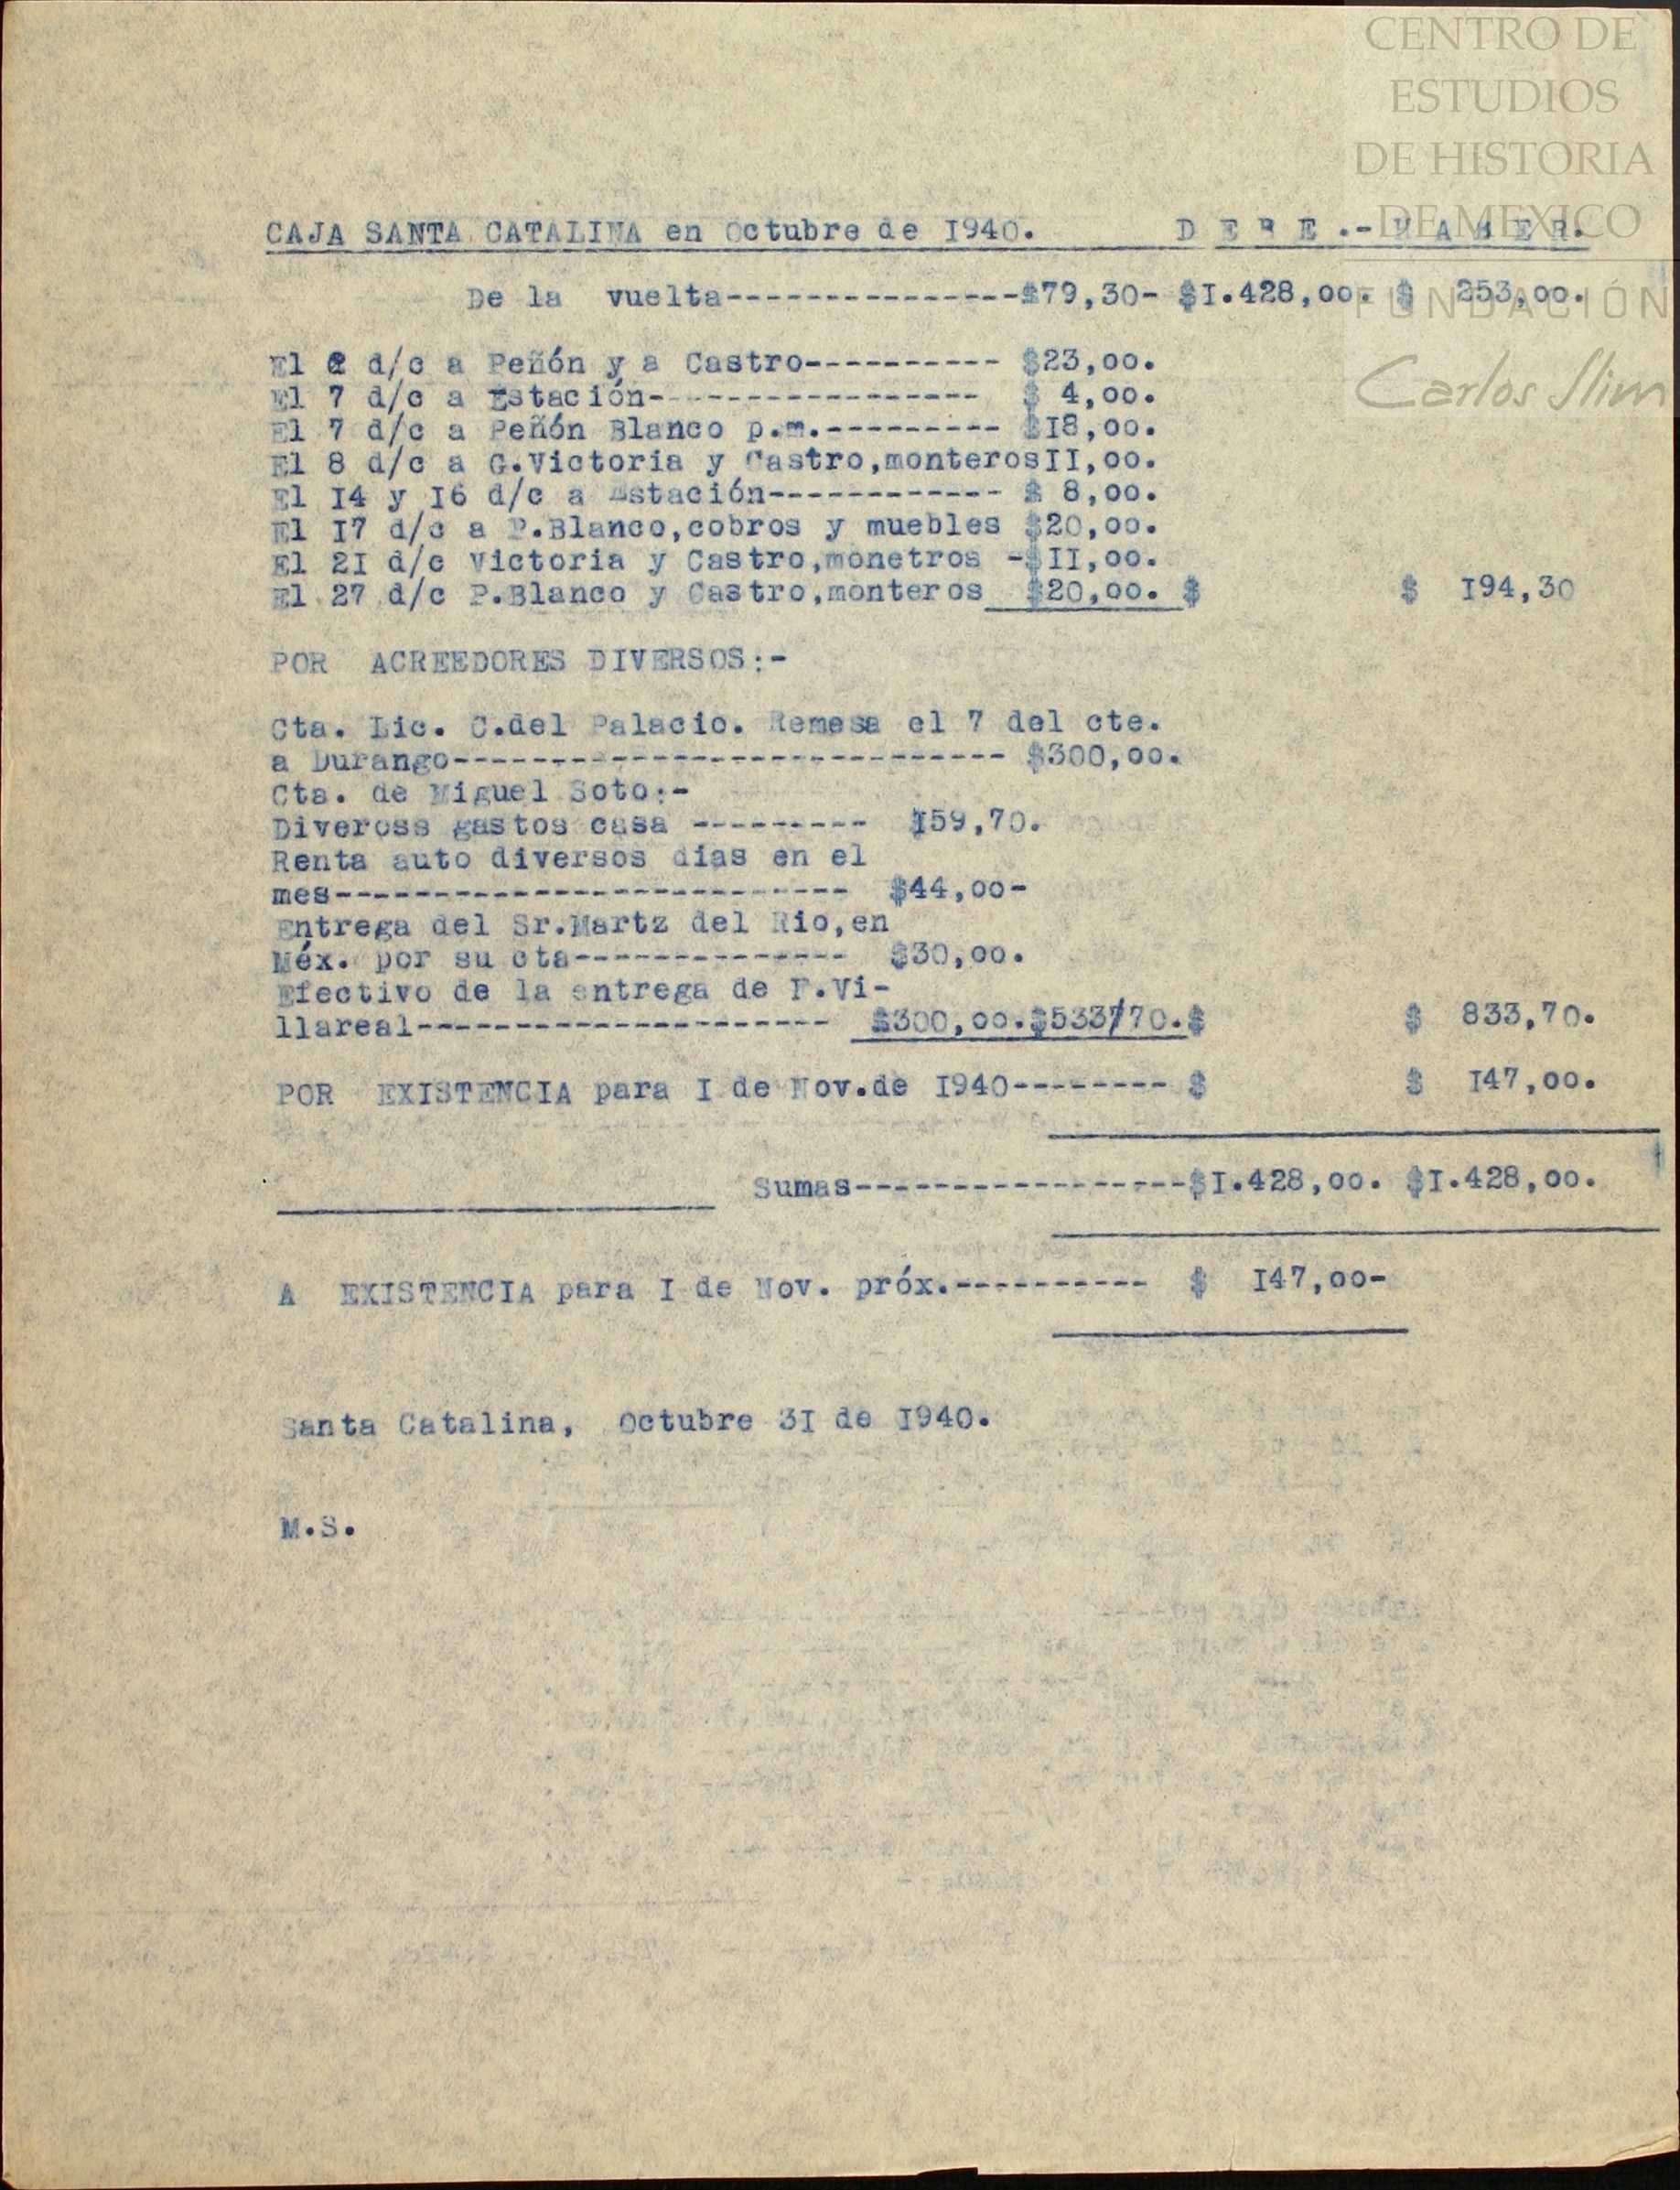 CENTRO DE
ESTUDIOS
DE HISTORIA
DE MEXICO
FUNDACIÓN
Carlos Slim
CAJA SANTA CATALINA en Octubre de I940. D E B E .- H A B E R.
De la vuelta---------------$79,30- $I.428,oo. $ 253,oo.
El 2 d/c a Peñón y a Castro---------- $23,oo.
El 7 d/c a Estación----------------- $ 4,oo.
El 7 d/c a Peñón Blanco p.m.--------- $I8,oo.
El 8 d/c a G.Victoria y Castro,monterosII,oo.
El I4 y I6 d/c a Estación------------ $ 8,oo.
El I7 d/c a P.Blanco,cobros y muebles $20,oo.
El 2I d/c Victoria y Castro,monetros -$II,oo.
El 27 d/c P.Blanco y Castro,monteros $20,oo. $ $ I94,30
POR ACREEDORES DIVERSOS:-
Cta. Lic. C.del Palacio. Remesa el 7 del cte.
a Durango---------------------------- $300,oo.
Cta. de Miguel Soto:-
Diveross gastos casa --------- I59,70.
Renta auto diversos dias en el
mes-------------------------- $44,oo-
Entrega del Sr.Martz del Rio,en
Méx. por su cta-------------- $30,oo.
Efectivo de la entrega de F.Vi-
llareal--------------------- $300,oo.$533/70.$ $ 833,70.
POR EXISTENCIA para I de Nov.de I940-------- $ $ I47,oo.
Sumas-----------------$I.428,oo. $I.428,oo.
A EXISTENCIA para I de Nov. próx.---------- $ I47,oo-
Santa Catalina, Octubre 3I de I940.
M.S.